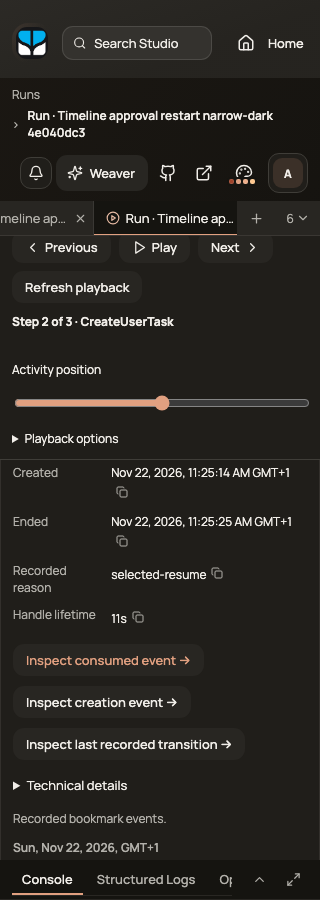 Search Studio
Home
Runs
Run · Timeline approval restart narrow-dark
4e040dc3
Weaver
A
meline ap...
Run · Timeline ap...
6
Previous
Play
Next
Refresh playback
Step 2 of 3 · CreateUserTask
Activity position
Playback options
Created
Nov 22, 2026, 11:25:14 AM GMT+1
Ended
Nov 22, 2026, 11:25:25 AM GMT+1
Recorded
reason
selected-resume
Handle lifetime
11s
Inspect consumed event →
Inspect creation event →
Inspect last recorded transition →
Technical details
Recorded bookmark events.
Sun, Nov 22, 2026, GMT+1
Console
Structured Logs